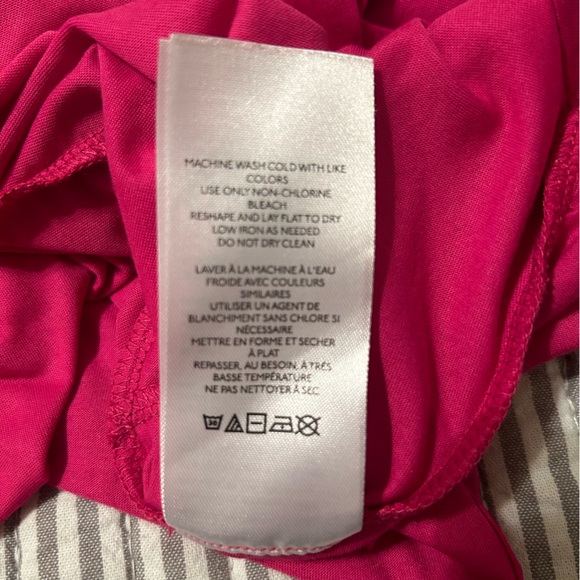 MACHINE WASH COLD WITH LIKE
COLORS
USE ONLY NON-CHLORINE
BLEACH
RESHAPE AND LAY FLAT TO DRY
LOW IRON AS NEEDED
DO NOT DRY CLEAN
LAVER À LA MACHINE À L'EAU
FROIDE AVEC COULEURS
SIMILAIRES
UTILISER UN AGENT DE
BLANCHIMENT SANS CHLORE SI
NÉCESSAIRE
METTRE EN FORME ET SÉCHER
À PLAT
REPASSER, AU BESOIN, À TRÈS
BASSE TEMPÉRATURE
NE PAS NETTOYER À SEC
30